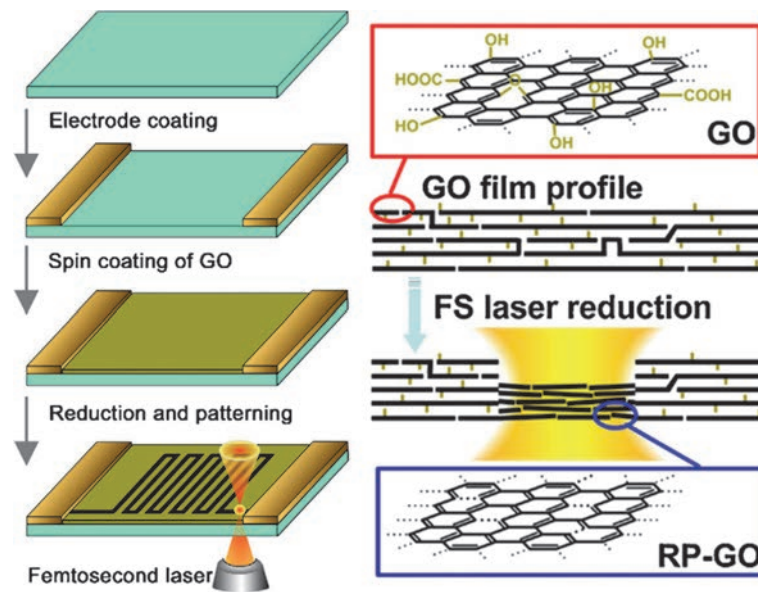 Electrode coating
Spin coating of GO
Reduction and patterning
Femtosecond laser
OH
OH
HOOC
O
OH
COOH
HO
OH
GO
GO film profile
FS laser reduction
RP-GO